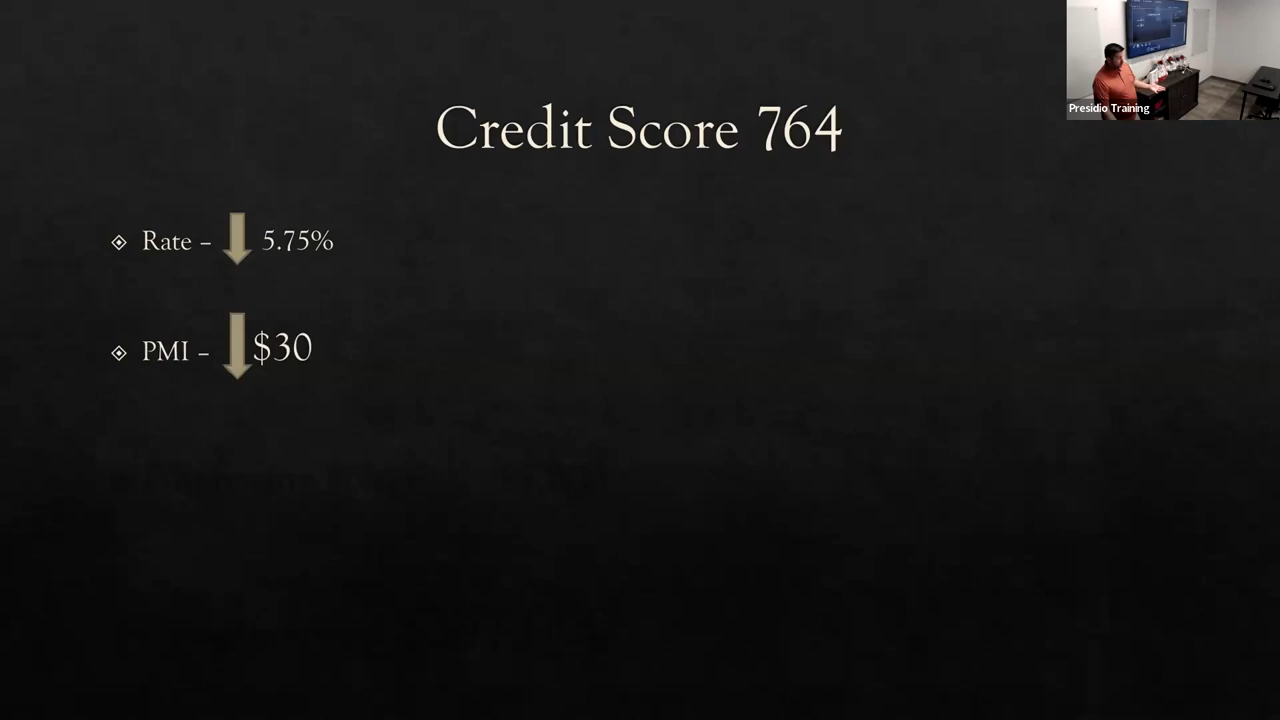 Presidio Training
Credit Score 764
Rate – 5.75%
PMI – $30